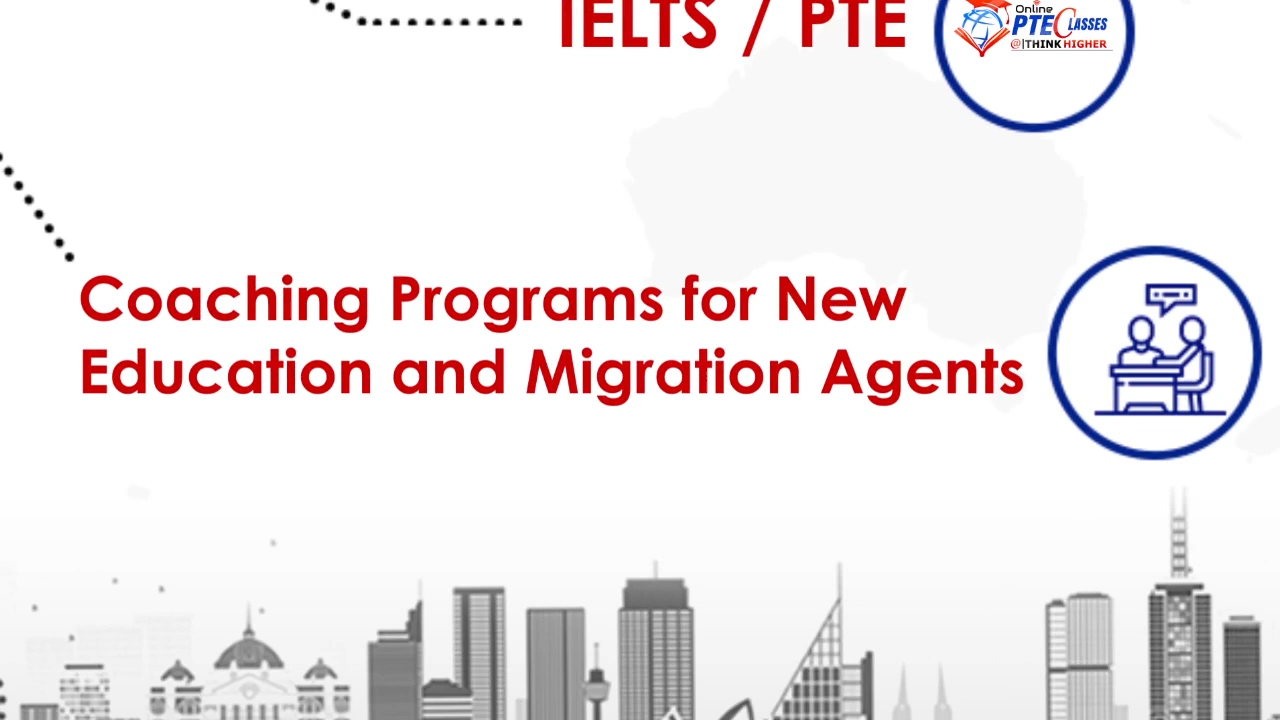 IELTS / PTE
Online
PTE CLASSES
@|THINK HIGHER
Coaching Programs for New
Education and Migration Agents